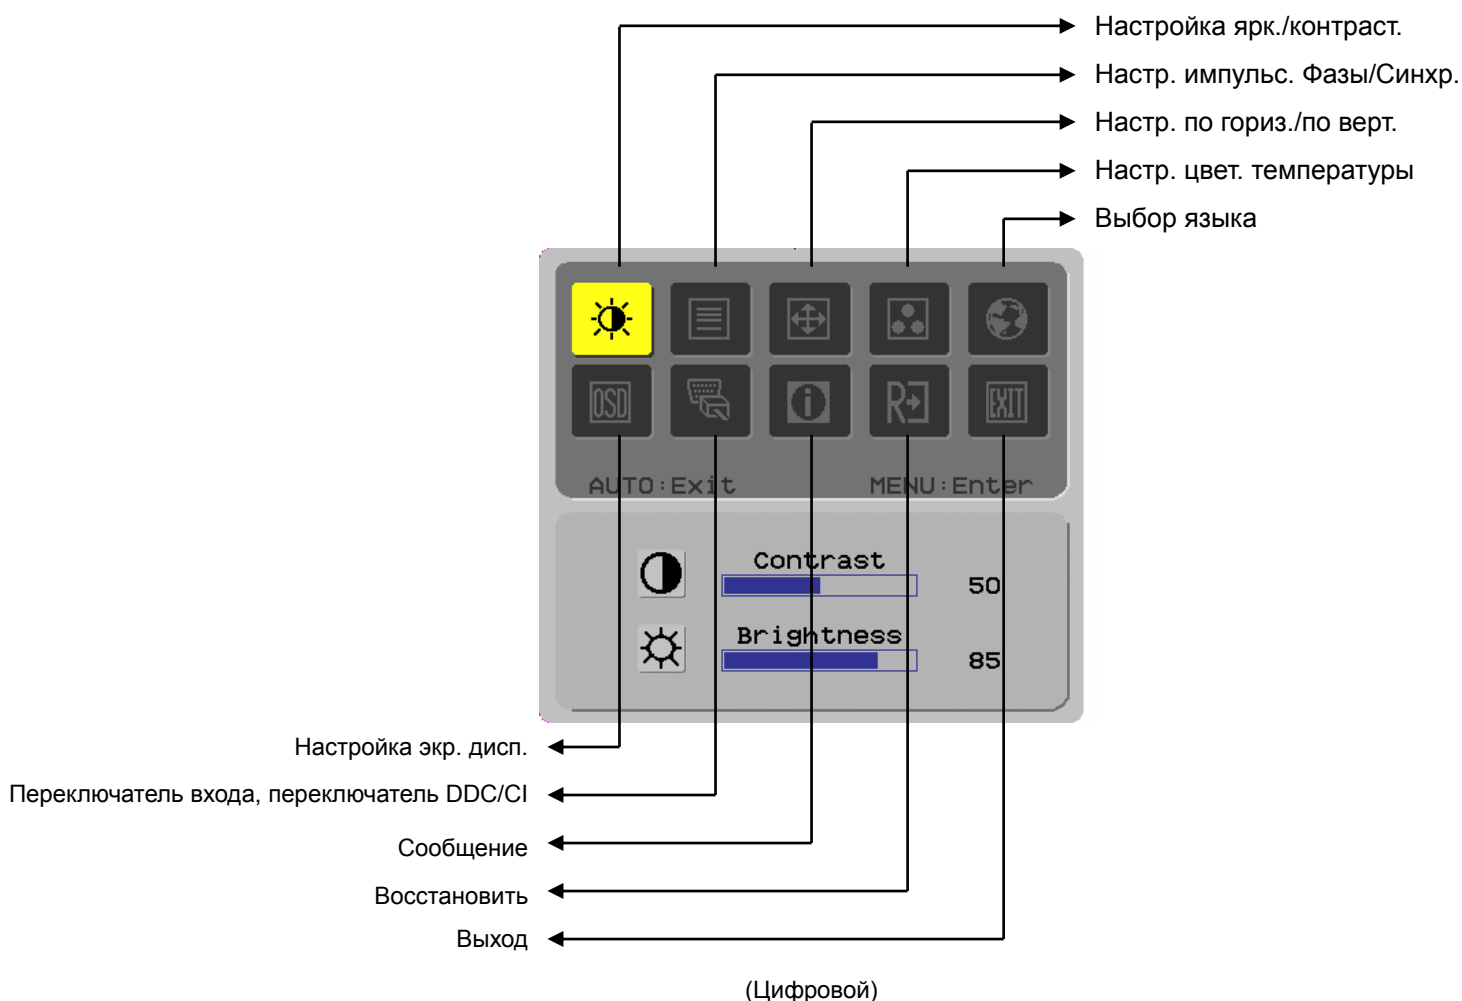 Настройка ярк./контраст.
Настр. импульс. Фазы/Синхр.
Настр. по гориз./по верт.
Настр. цвет. температуры
Выбор языка
OSD
i
R
EXIT
AUTO:Exit
MENU:Enter
Contrast
50
Brightness
85
Настройка экр. дисп.
Переключатель входа, переключатель DDC/CI
Сообщение
Восстановить
Выход
(Цифровой)